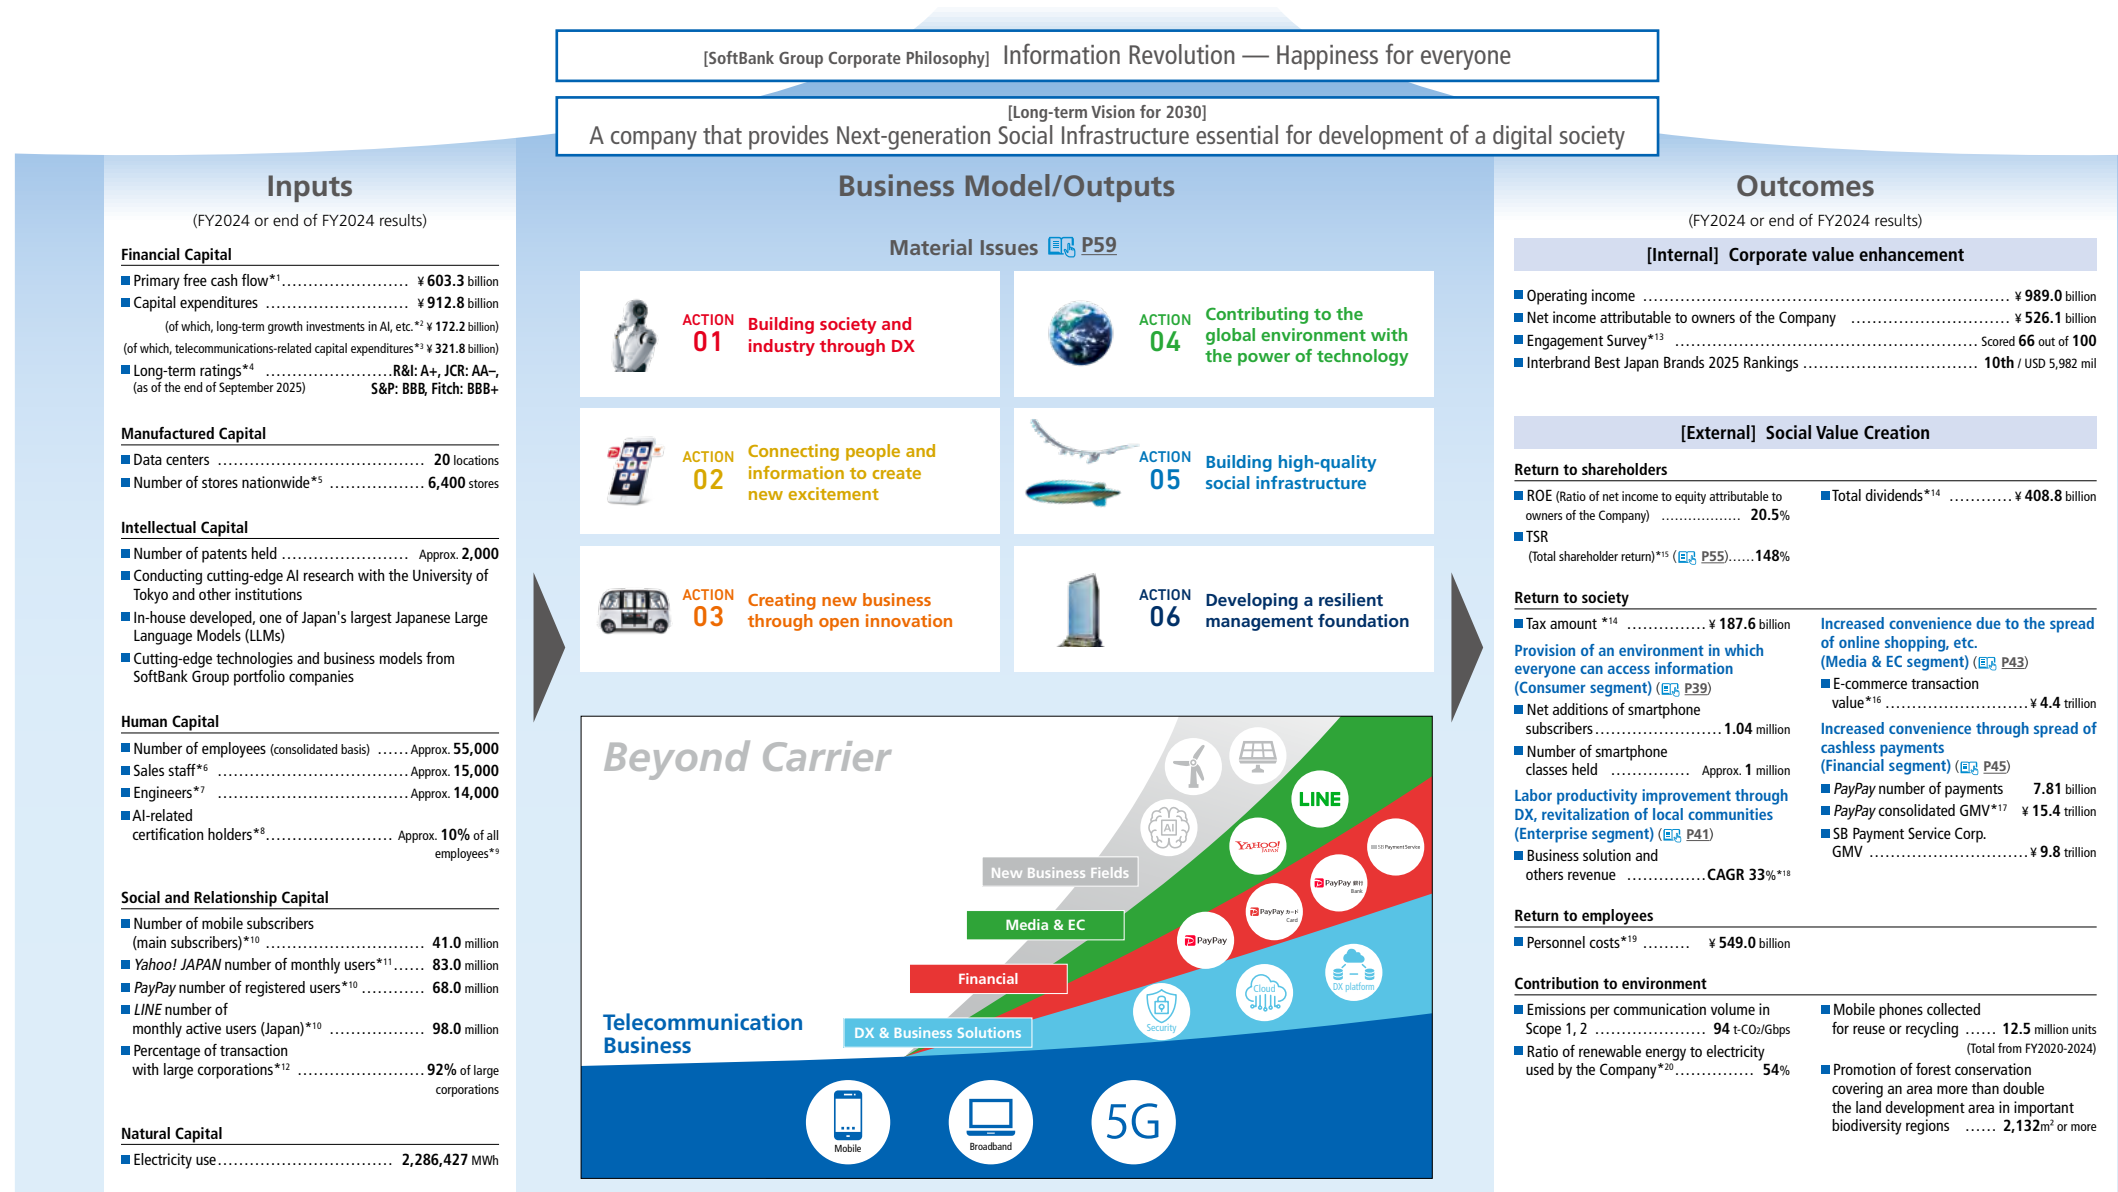 [SoftBank Group Corporate Philosophy] Information Revolution — Happiness for everyone
[Long-term Vision for 2030]
A company that provides Next-generation Social Infrastructure essential for development of a digital society
Inputs
(FY2024 or end of FY2024 results)
Financial Capital
Primary free cash flow*1 ........................ ¥ 603.3 billion
Capital expenditures ........................... ¥ 912.8 billion
(of which, long-term growth investments in AI, etc.*2 ¥ 172.2 billion)
(of which, telecommunications-related capital expenditures*3 ¥ 321.8 billion)
Long-term ratings*4 ........................ R&I: A+, JCR: AA–,
(as of the end of September 2025) S&P: BBB, Fitch: BBB+
Manufactured Capital
Data centers ....................................... 20 locations
Number of stores nationwide*5 .................. 6,400 stores
Intellectual Capital
Number of patents held ........................ Approx. 2,000
Conducting cutting-edge AI research with the University of
Tokyo and other institutions
In-house developed, one of Japan's largest Japanese Large
Language Models (LLMs)
Cutting-edge technologies and business models from
SoftBank Group portfolio companies
Human Capital
Number of employees (consolidated basis) ...... Approx. 55,000
Sales staff*6 .................................... Approx. 15,000
Engineers*7 .................................... Approx. 14,000
AI-related
certification holders*8 ........................ Approx. 10% of all
employees*9
Social and Relationship Capital
Number of mobile subscribers
(main subscribers)*10 .............................. 41.0 million
Yahoo! JAPAN number of monthly users*11 ...... 83.0 million
PayPay number of registered users*10 ............ 68.0 million
LINE number of
monthly active users (Japan)*10 .................. 98.0 million
Percentage of transaction
with large corporations*12 ........................ 92% of large
corporations
Natural Capital
Electricity use ................................. 2,286,427 MWh
Business Model/Outputs
Material Issues P59
ACTION 01
Building society and
industry through DX
ACTION 04
Contributing to the
global environment with
the power of technology
ACTION 02
Connecting people and
information to create
new excitement
ACTION 05
Building high-quality
social infrastructure
ACTION 03
Creating new business
through open innovation
ACTION 06
Developing a resilient
management foundation
Beyond Carrier
LINE
AI
YAHOO!
JAPAN
SB Payment Service
New Business Fields
PayPay 銀行
Bank
PayPay カード
Card
Media & EC
PayPay
Financial
Cloud
DX platform
Security
Telecommunication
Business
DX & Business Solutions
Mobile
Broadband
5G
Outcomes
(FY2024 or end of FY2024 results)
[Internal] Corporate value enhancement
Operating income ........................................ ¥ 989.0 billion
Net income attributable to owners of the Company .............................. ¥ 526.1 billion
Engagement Survey*13 ........................................ Scored 66 out of 100
Interbrand Best Japan Brands 2025 Rankings ................................. 10th / USD 5,982 mil
[External] Social Value Creation
Return to shareholders
ROE (Ratio of net income to equity attributable to
owners of the Company) .................. 20.5%
TSR
(Total shareholder return)*15 (P55)......148%
Total dividends*14 ............ ¥ 408.8 billion
Return to society
Tax amount *14 ............... ¥ 187.6 billion
Provision of an environment in which
everyone can access information
(Consumer segment) (P39)
Net additions of smartphone
subscribers ........................ 1.04 million
Number of smartphone
classes held ............... Approx. 1 million
Labor productivity improvement through
DX, revitalization of local communities
(Enterprise segment) (P41)
Business solution and
others revenue ............... CAGR 33%*18
Increased convenience due to the spread
of online shopping, etc.
(Media & EC segment) (P43)
E-commerce transaction
value*16 ........................... ¥ 4.4 trillion
Increased convenience through spread of
cashless payments
(Financial segment) (P45)
PayPay number of payments 7.81 billion
PayPay consolidated GMV*17 ¥ 15.4 trillion
SB Payment Service Corp.
GMV .............................. ¥ 9.8 trillion
Return to employees
Personnel costs*19 ......... ¥ 549.0 billion
Contribution to environment
Emissions per communication volume in
Scope 1, 2 ..................... 94 t-CO2/Gbps
Ratio of renewable energy to electricity
used by the Company*20 ............... 54%
Mobile phones collected
for reuse or recycling ...... 12.5 million units
(Total from FY2020-2024)
Promotion of forest conservation
covering an area more than double
the land development area in important
biodiversity regions ...... 2,132m2 or more